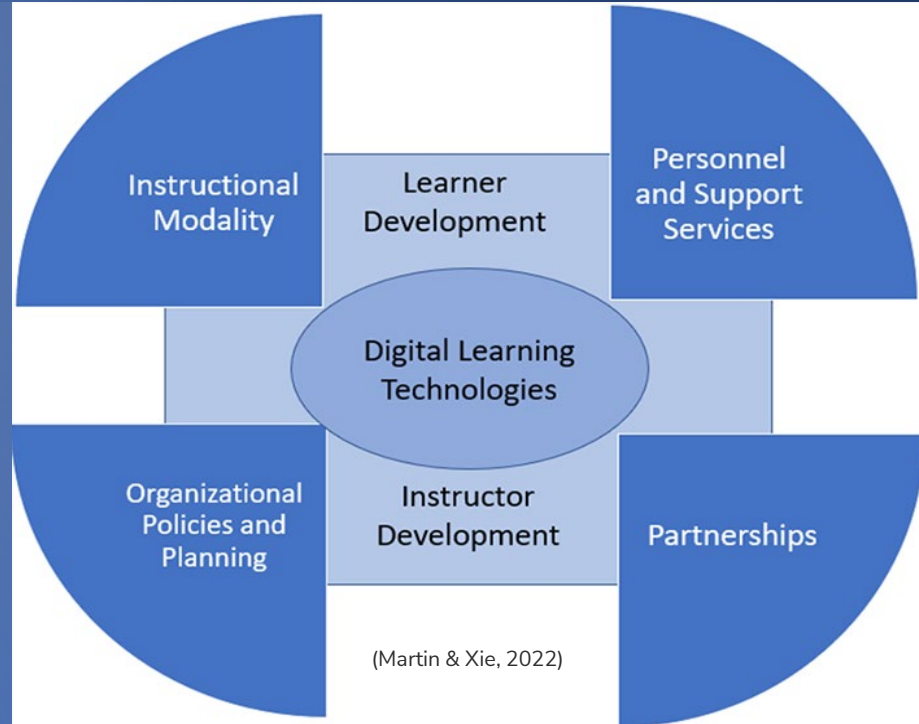 Instructional
Modality
Learner
Development
Personnel
and Support
Services
Digital Learning
Technologies
Organizational
Policies and
Planning
Instructor
Development
Partnerships
(Martin & Xie, 2022)